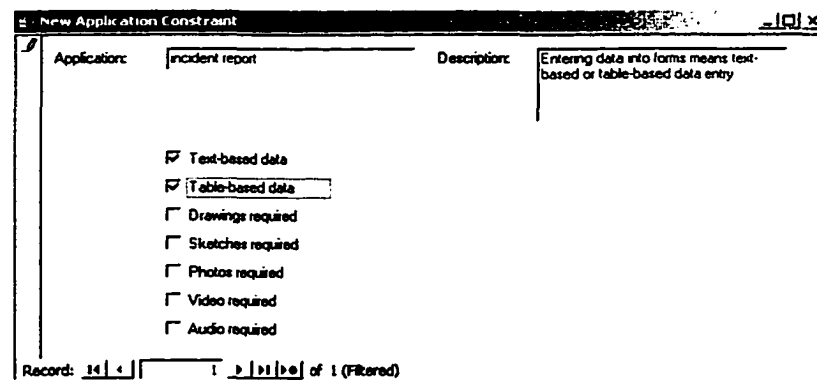 New Application Constraint
Application: incident report
Description: Entering data into forms means text-
based or table-based data entry
Text-based data
Table-based data
Drawings required
Sketches required
Photos required
Video required
Audio required
Record: 1 of 1 (Filtered)